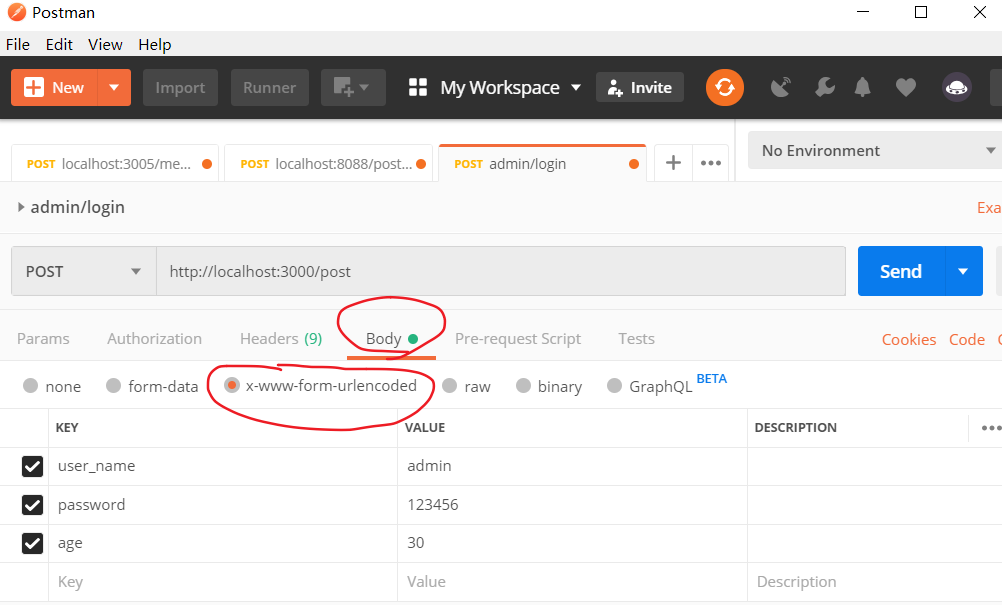 Postman
File Edit View Help
New Import Runner My Workspace Invite
POST localhost:3005/me... POST localhost:8088/post... POST admin/login No Environment
admin/login Exa
POST http://localhost:3000/post Send
Params Authorization Headers (9) Body Pre-request Script Tests Cookies Code
none form-data x-www-form-urlencoded raw binary GraphQL BETA
KEY VALUE DESCRIPTION
user_name admin
password 123456
age 30
Key Value Description